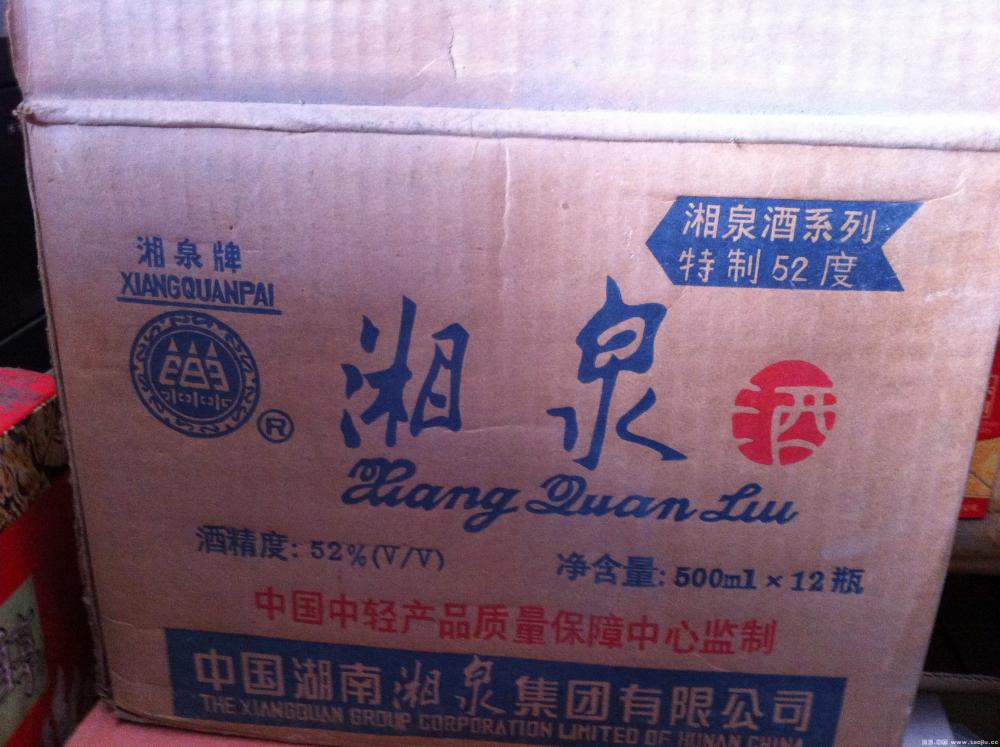 湘泉酒系列
特制52度
湘泉牌
XIANGQUANPAI
®
湘泉酒
Xiang Quan Liu
酒精度: 52%(V/V)
净含量: 500ml×12瓶
中国中轻产品质量保障中心监制
中国湖南湘泉集团有限公司
THE XIANGQUAN GROUP CORPORATION LIMITED OF HUNAN CHINA
www.taojiu.cc